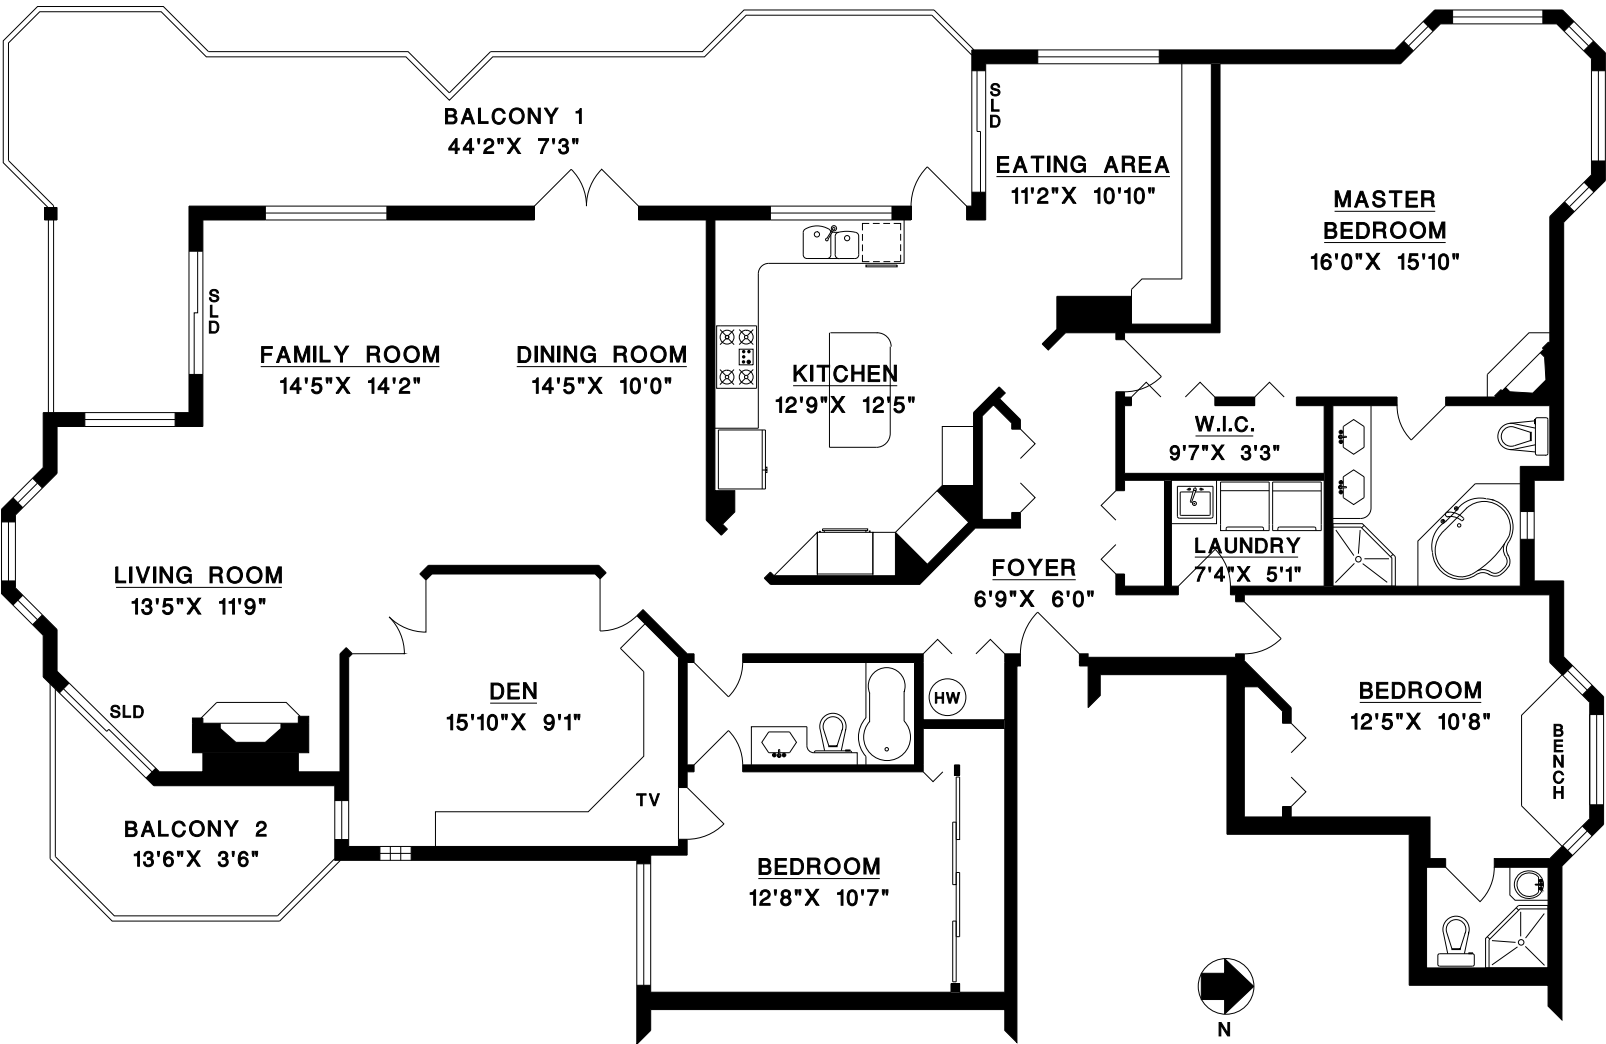 BALCONY 1
44'2"X 7'3"
SLD
EATING AREA
11'2"X 10'10"
MASTER
BEDROOM
16'0"X 15'10"
SLD
FAMILY ROOM
14'5"X 14'2"
DINING ROOM
14'5"X 10'0"
KITCHEN
12'9"X 12'5"
W.I.C.
9'7"X 3'3"
LAUNDRY
7'4"X 5'1"
LIVING ROOM
13'5"X 11'9"
FOYER
6'9"X 6'0"
SLD
DEN
15'10"X 9'1"
HW
BEDROOM
12'5"X 10'8"
BENCH
TV
BALCONY 2
13'6"X 3'6"
BEDROOM
12'8"X 10'7"
N